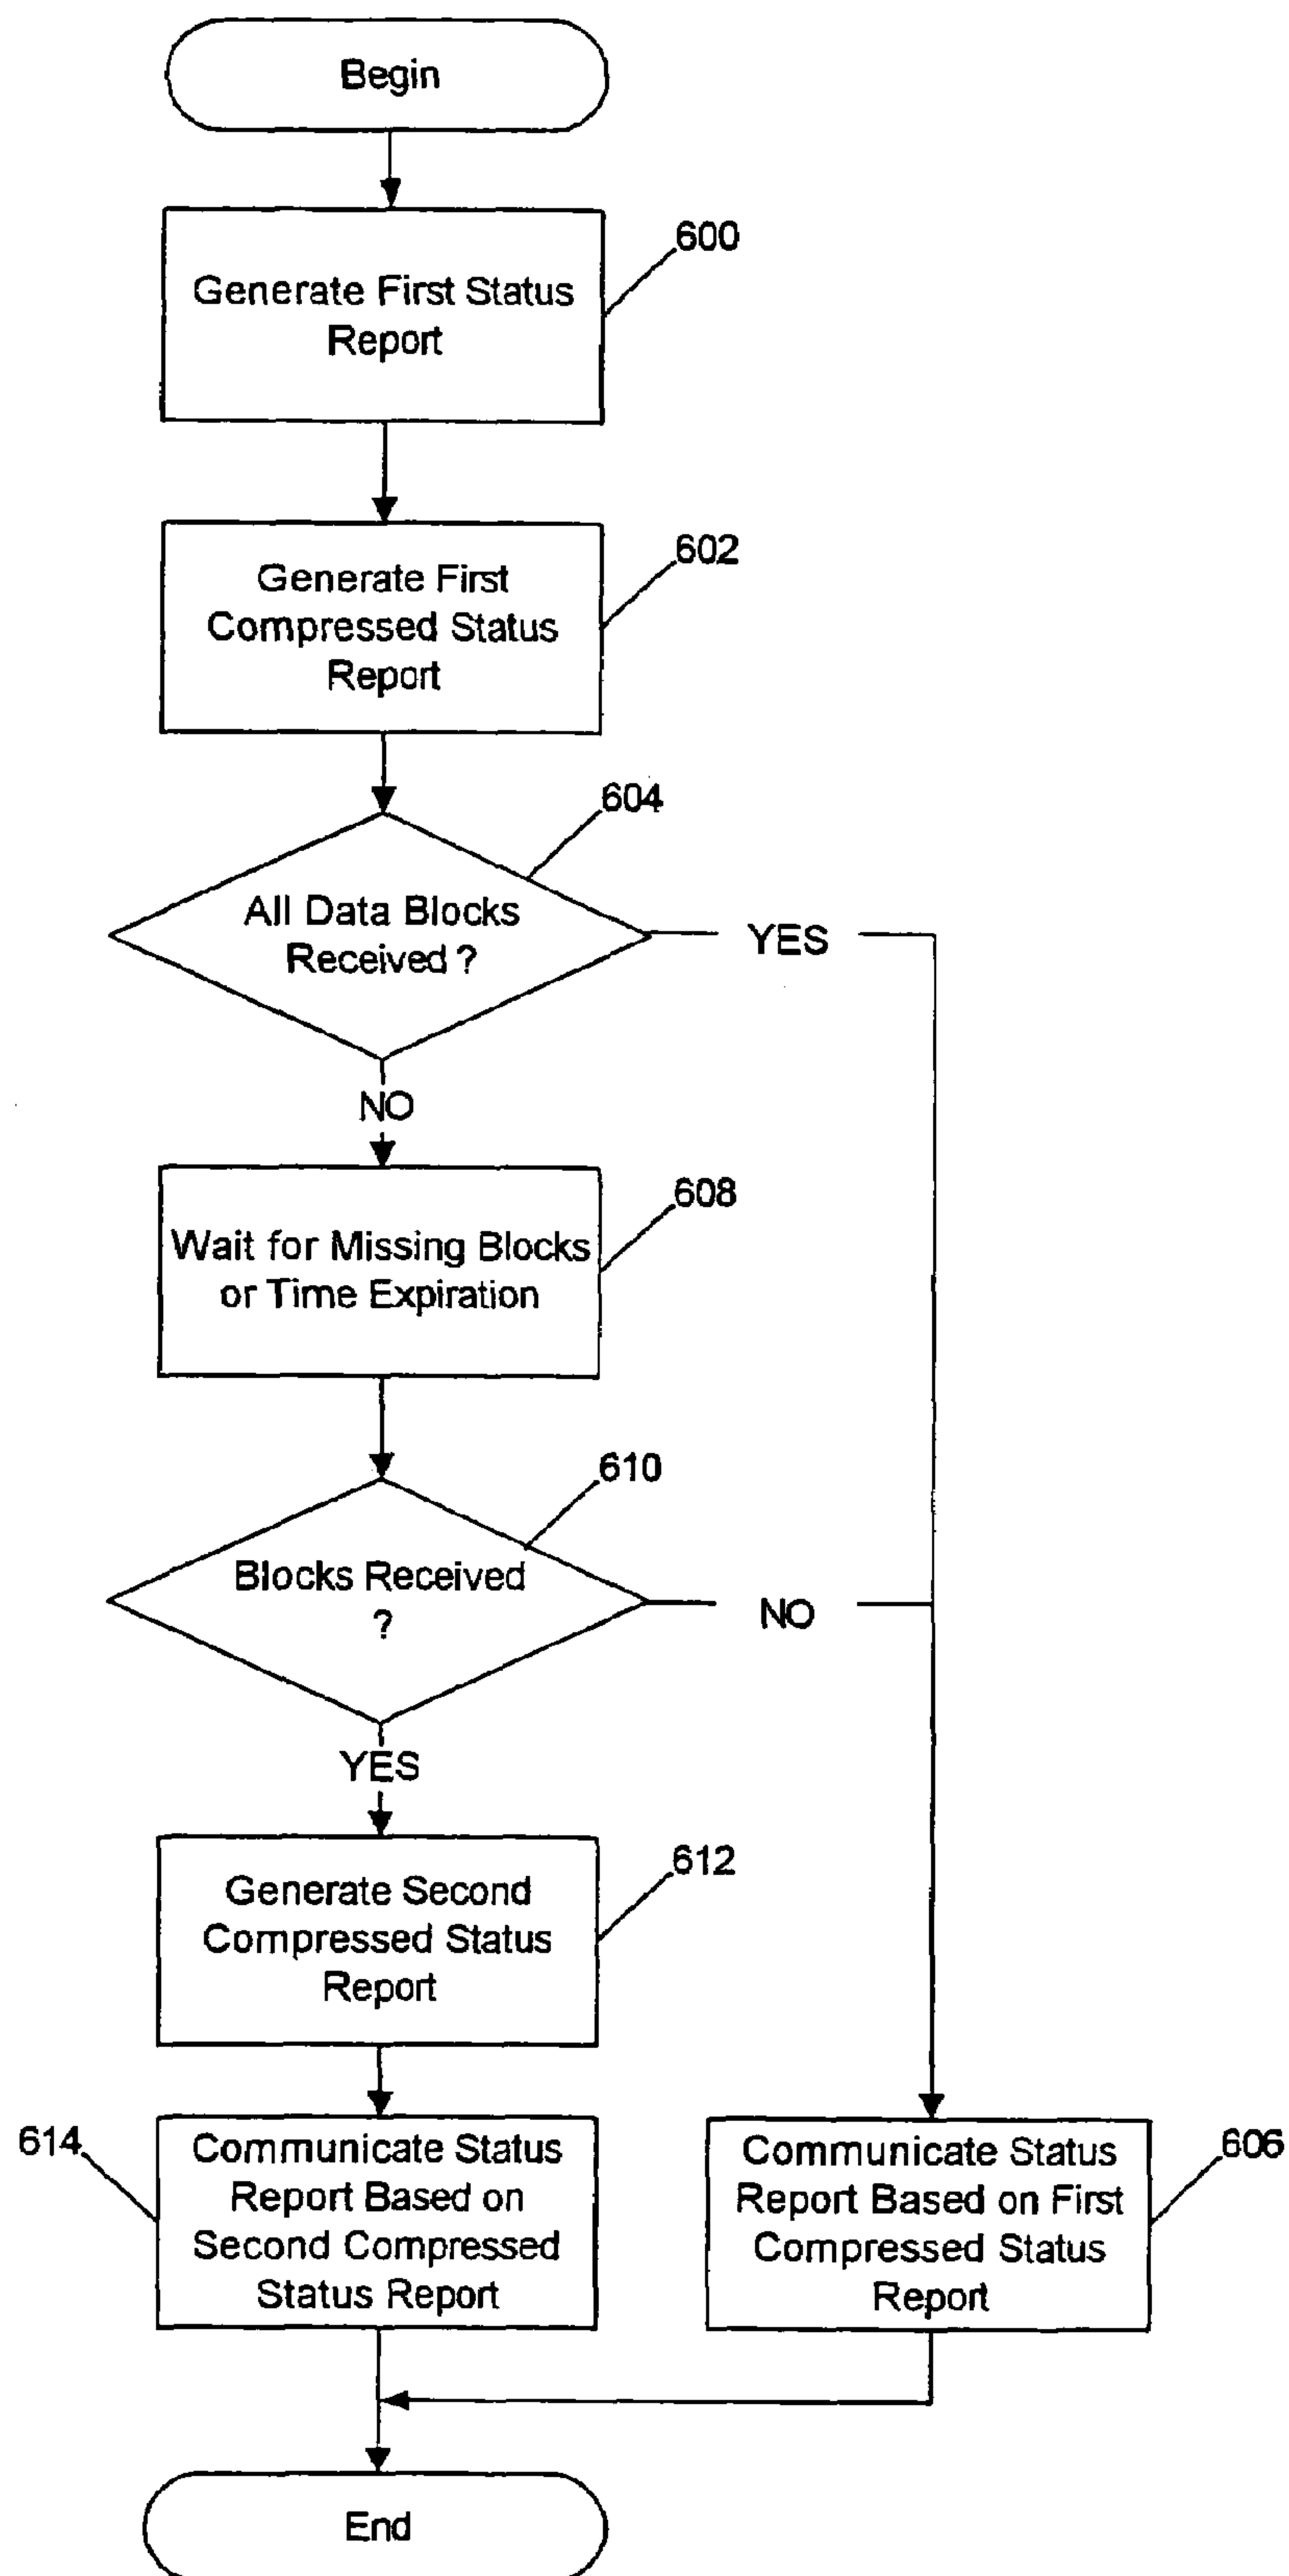 Begin
600
Generate First Status
Report
602
Generate First
Compressed Status
Report
604
All Data Blocks
Received ?
YES
NO
608
Wait for Missing Blocks
or Time Expiration
610
Blocks Received
?
NO
YES
612
Generate Second
Compressed Status
Report
614
Communicate Status
Report Based on
Second Compressed
Status Report
606
Communicate Status
Report Based on First
Compressed Status
Report
End